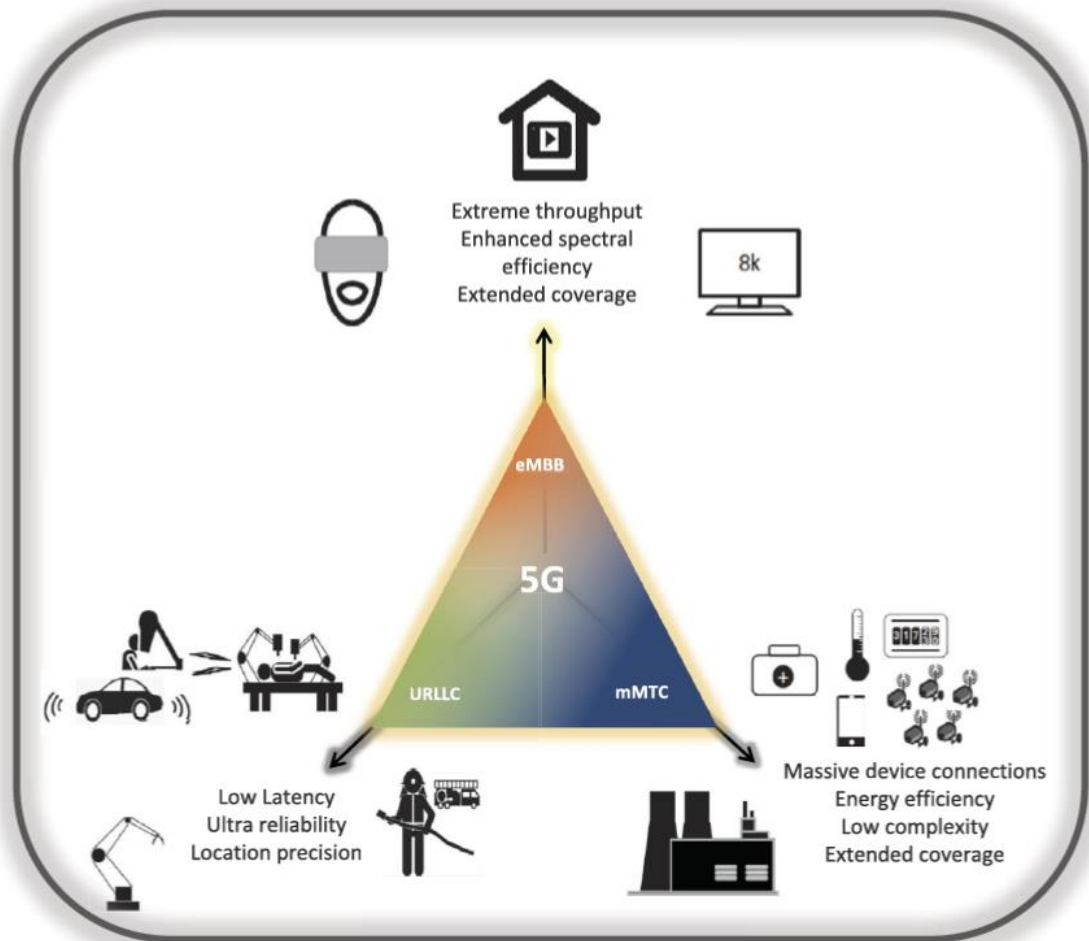 Extreme throughput
Enhanced spectral
efficiency
Extended coverage
8k
eMBB
5G
URLLC
mMTC
Low Latency
Ultra reliability
Location precision
Massive device connections
Energy efficiency
Low complexity
Extended coverage